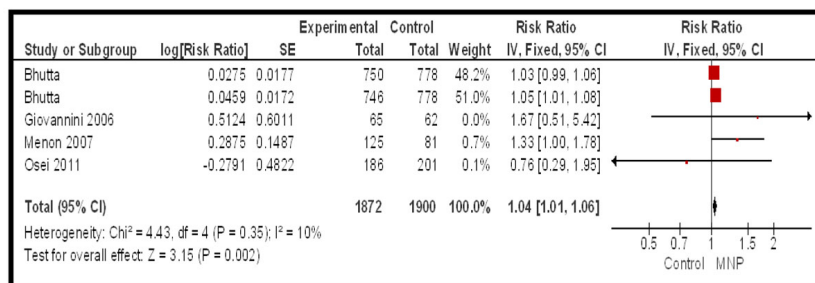 Experimental Control Risk Ratio Risk Ratio
Study or Subgroup log[Risk Ratio] SE Total Total Weight IV, Fixed, 95% CI IV, Fixed, 95% CI
Bhutta 0.0275 0.0177 750 778 48.2% 1.03 [0.99, 1.06]
Bhutta 0.0459 0.0172 746 778 51.0% 1.05 [1.01, 1.08]
Giovannini 2006 0.5124 0.6011 65 62 0.0% 1.67 [0.51, 5.42]
Menon 2007 0.2875 0.1487 125 81 0.7% 1.33 [1.00, 1.78]
Osei 2011 -0.2791 0.4822 186 201 0.1% 0.76 [0.29, 1.95]
Total (95% CI) 1872 1900 100.0% 1.04 [1.01, 1.06]
Heterogeneity: Chi² = 4.43, df = 4 (P = 0.35); I² = 10%
Test for overall effect: Z = 3.15 (P = 0.002)
0.5 0.7 1 1.5 2
Control MNP